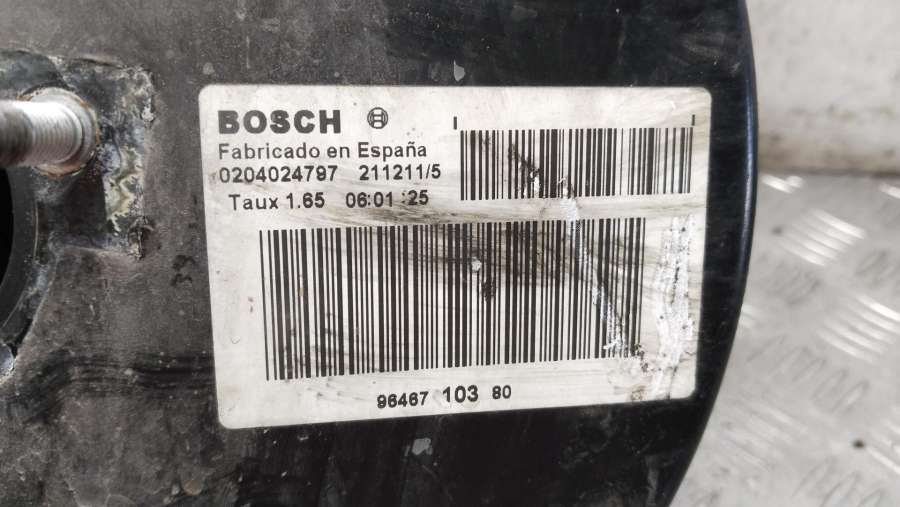 BOSCH
Fabricado en España
0204024797 211211/5
Taux 1.65 06:01:25
96467 103 80